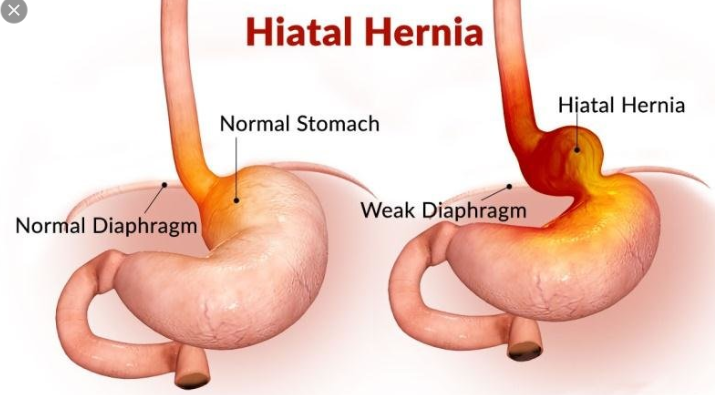 Hiatal Hernia
Normal Stomach
Normal Diaphragm
Hiatal Hernia
Weak Diaphragm